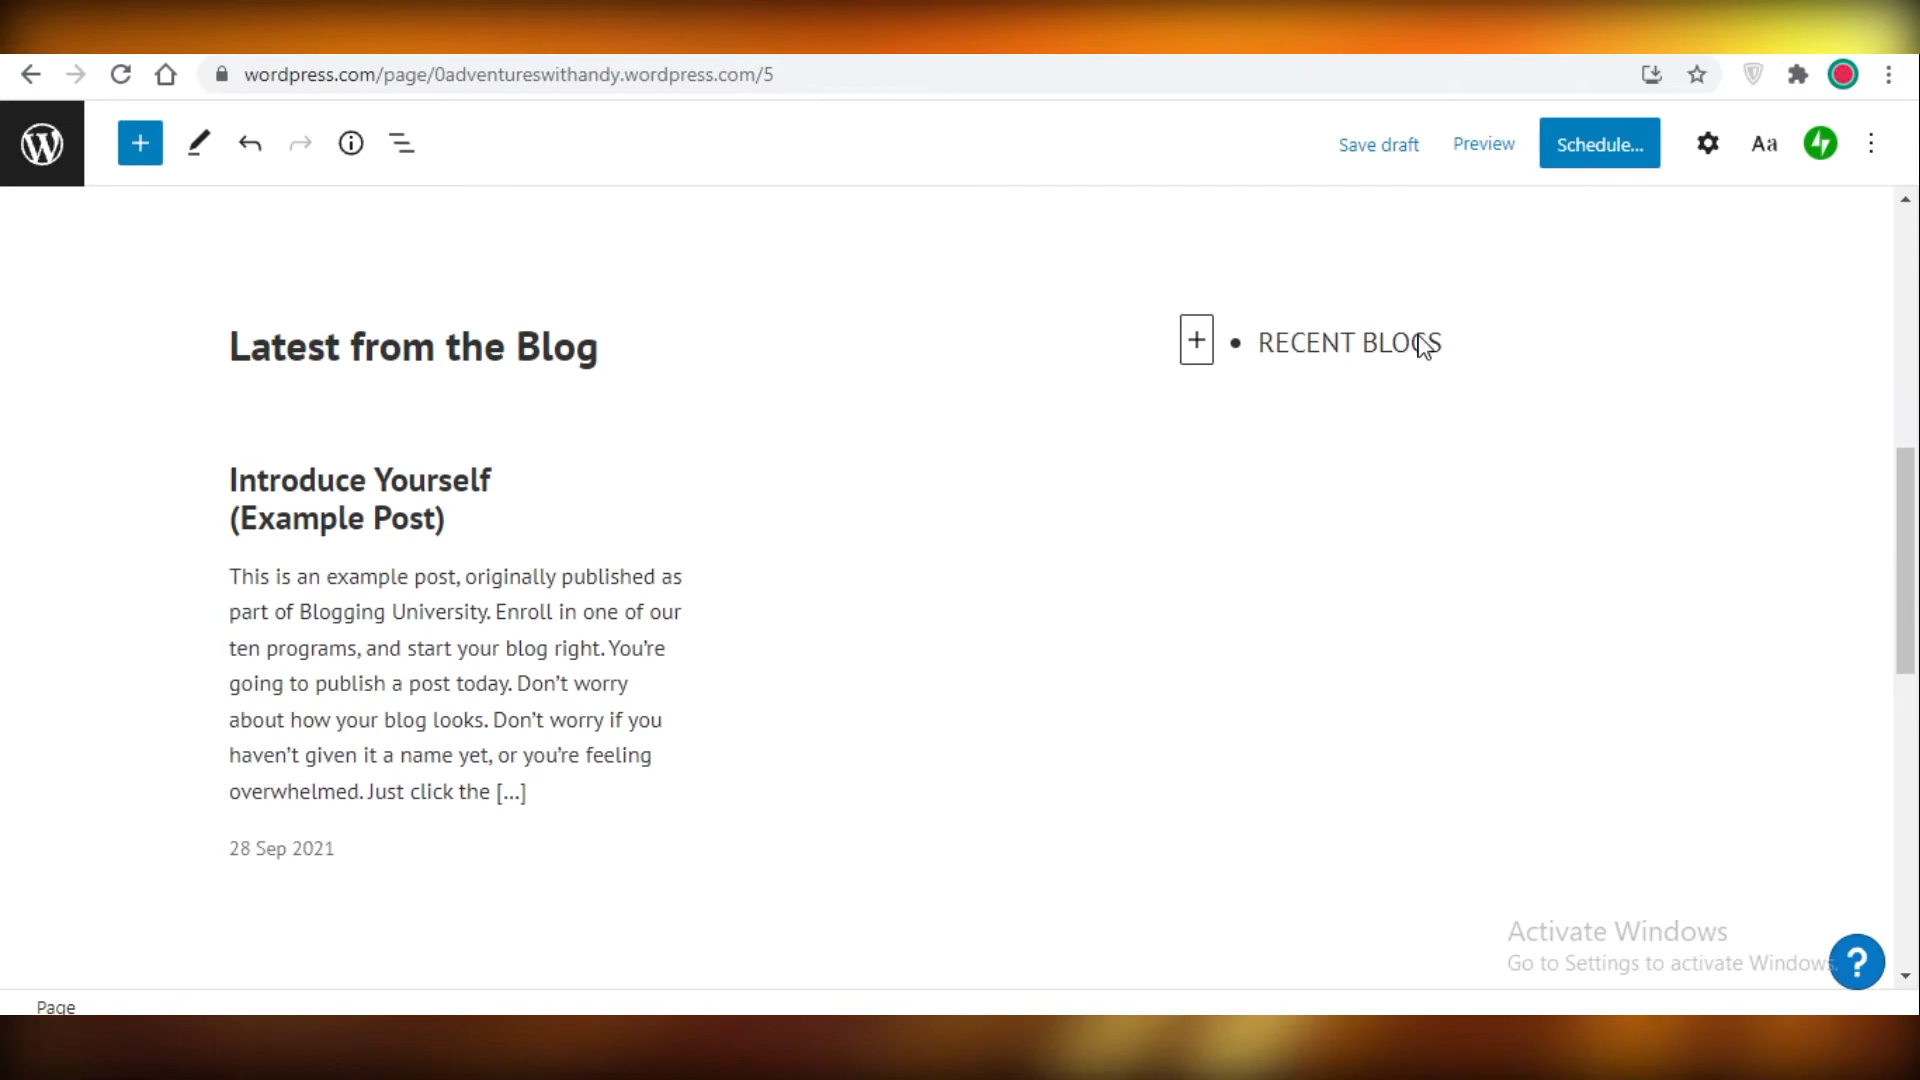 wordpress.com/page/0adventureswithandy.wordpress.com/5
Save draft
Preview
Schedule...
Aa
Latest from the Blog
RECENT BLOGS
Introduce Yourself
(Example Post)
This is an example post, originally published as
part of Blogging University. Enroll in one of our
ten programs, and start your blog right. You’re
going to publish a post today. Don’t worry
about how your blog looks. Don’t worry if you
haven’t given it a name yet, or you’re feeling
overwhelmed. Just click the […]
28 Sep 2021
Activate Windows
Go to Settings to activate Windows.
Page